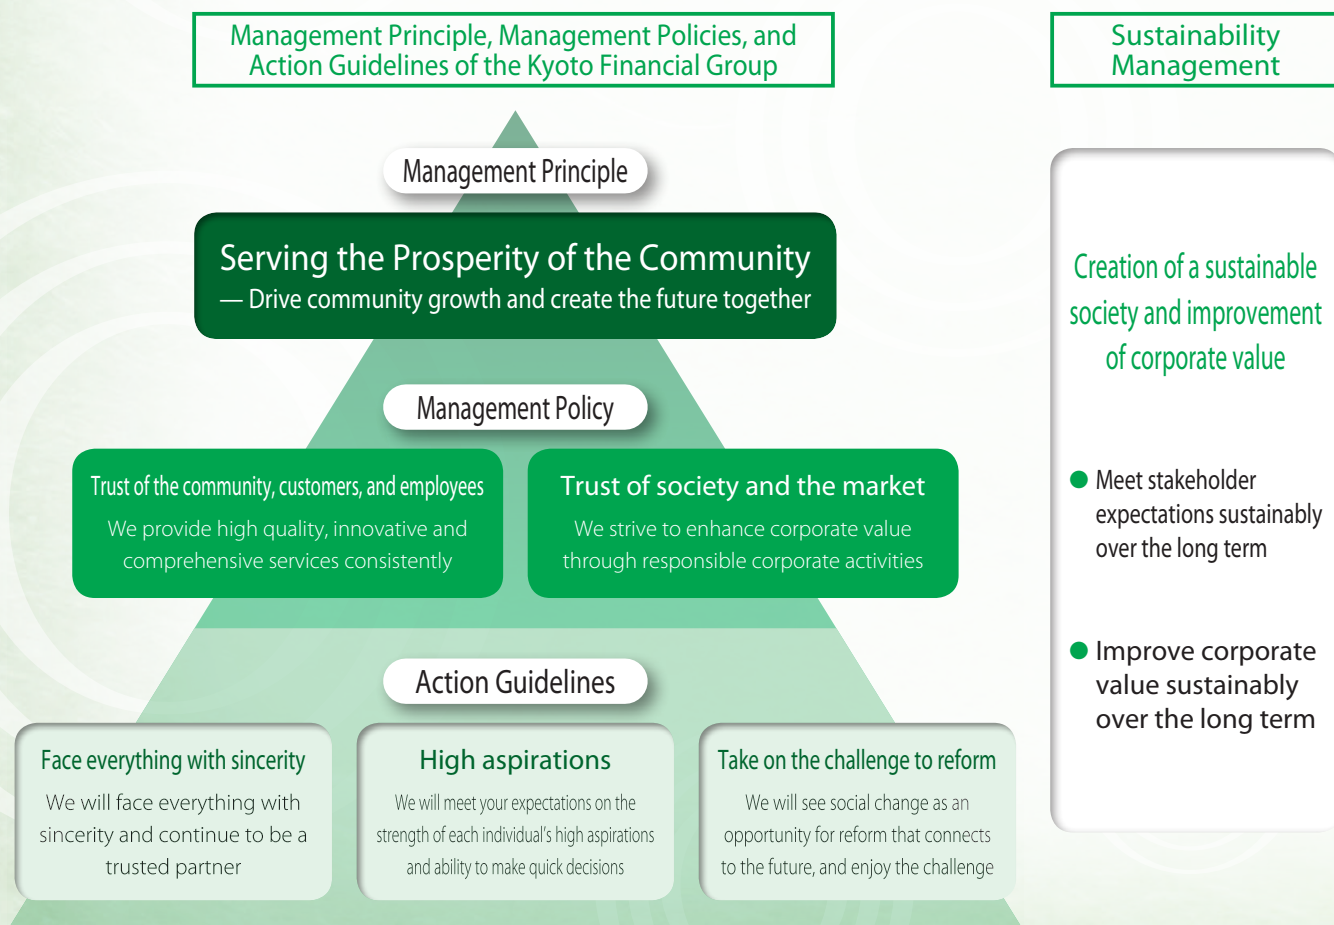 Management Principle, Management Policies, and
Action Guidelines of the Kyoto Financial Group
Management Principle
Serving the Prosperity of the Community
— Drive community growth and create the future together
Management Policy
Trust of the community, customers, and employees
We provide high quality, innovative and
comprehensive services consistently
Trust of society and the market
We strive to enhance corporate value
through responsible corporate activities
Action Guidelines
Face everything with sincerity
We will face everything with
sincerity and continue to be a
trusted partner
High aspirations
We will meet your expectations on the
strength of each individual's high aspirations
and ability to make quick decisions
Take on the challenge to reform
We will see social change as an
opportunity for reform that connects
to the future, and enjoy the challenge
Sustainability
Management
Creation of a sustainable
society and improvement
of corporate value
● Meet stakeholder
expectations sustainably
over the long term
● Improve corporate
value sustainably
over the long term